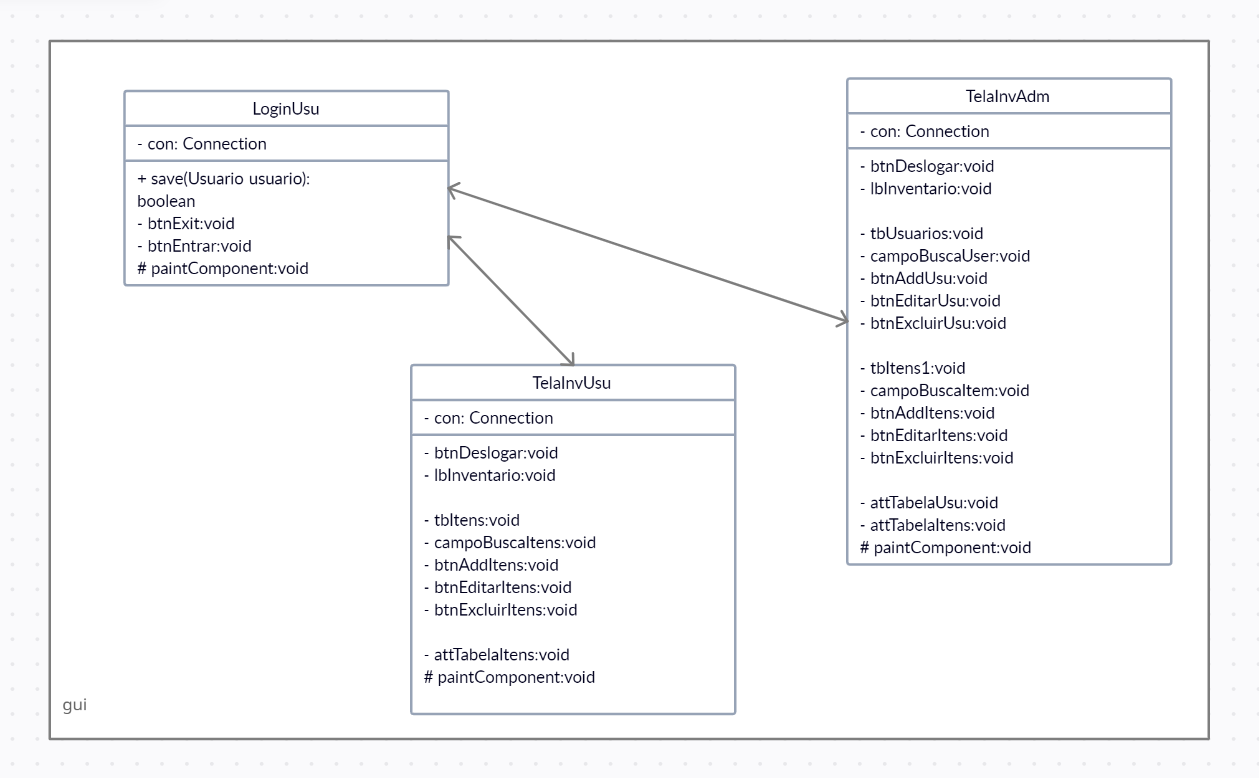 LoginUsu
- con: Connection
+ save(Usuario usuario):
boolean
- btnExit:void
- btnEntrar:void
# paintComponent:void
TelaInvAdm
- con: Connection
- btnDeslogar:void
- lbInventario:void
- tbUsuarios:void
- campoBuscaUser:void
- btnAddUsu:void
- btnEditarUsu:void
- btnExcluirUsu:void
- tbItens1:void
- campoBuscaItem:void
- btnAddItens:void
- btnEditarItens:void
- btnExcluirItens:void
- attTabelaUsu:void
- attTabelaItens:void
# paintComponent:void
TelaInvUsu
- con: Connection
- btnDeslogar:void
- lbInventario:void
- tbItens:void
- campoBuscaItens:void
- btnAddItens:void
- btnEditarItens:void
- btnExcluirItens:void
- attTabelaItens:void
# paintComponent:void
gui